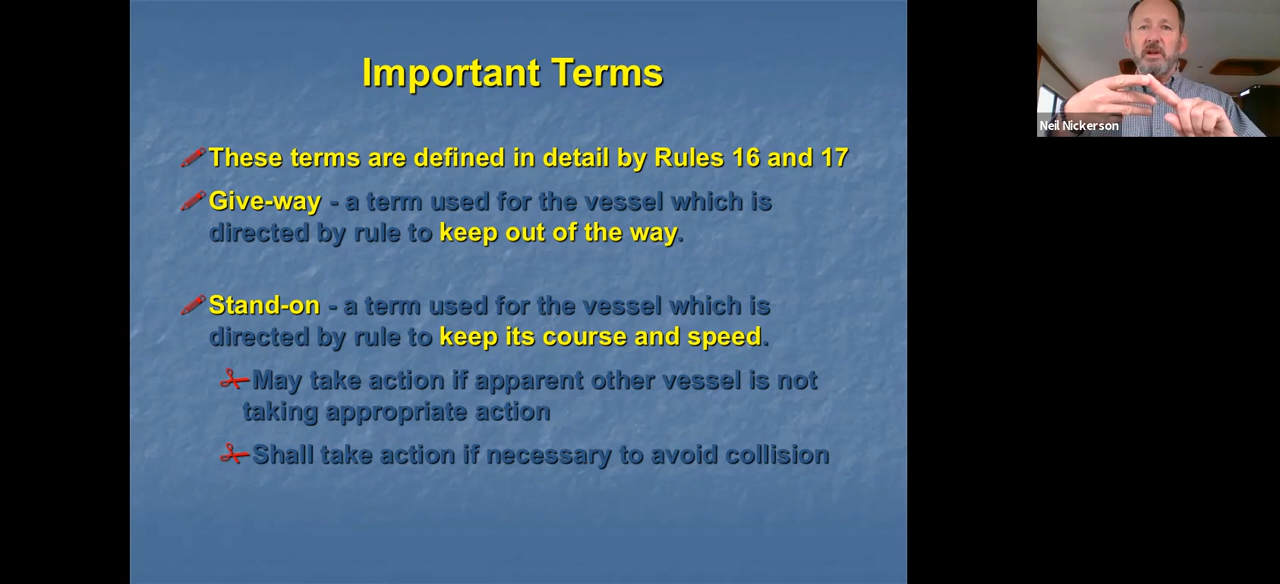 Important Terms
These terms are defined in detail by Rules 16 and 17
Give-way - a term used for the vessel which is
directed by rule to keep out of the way.
Stand-on - a term used for the vessel which is
directed by rule to keep its course and speed.
May take action if apparent other vessel is not
taking appropriate action
Shall take action if necessary to avoid collision
Neil Nickerson